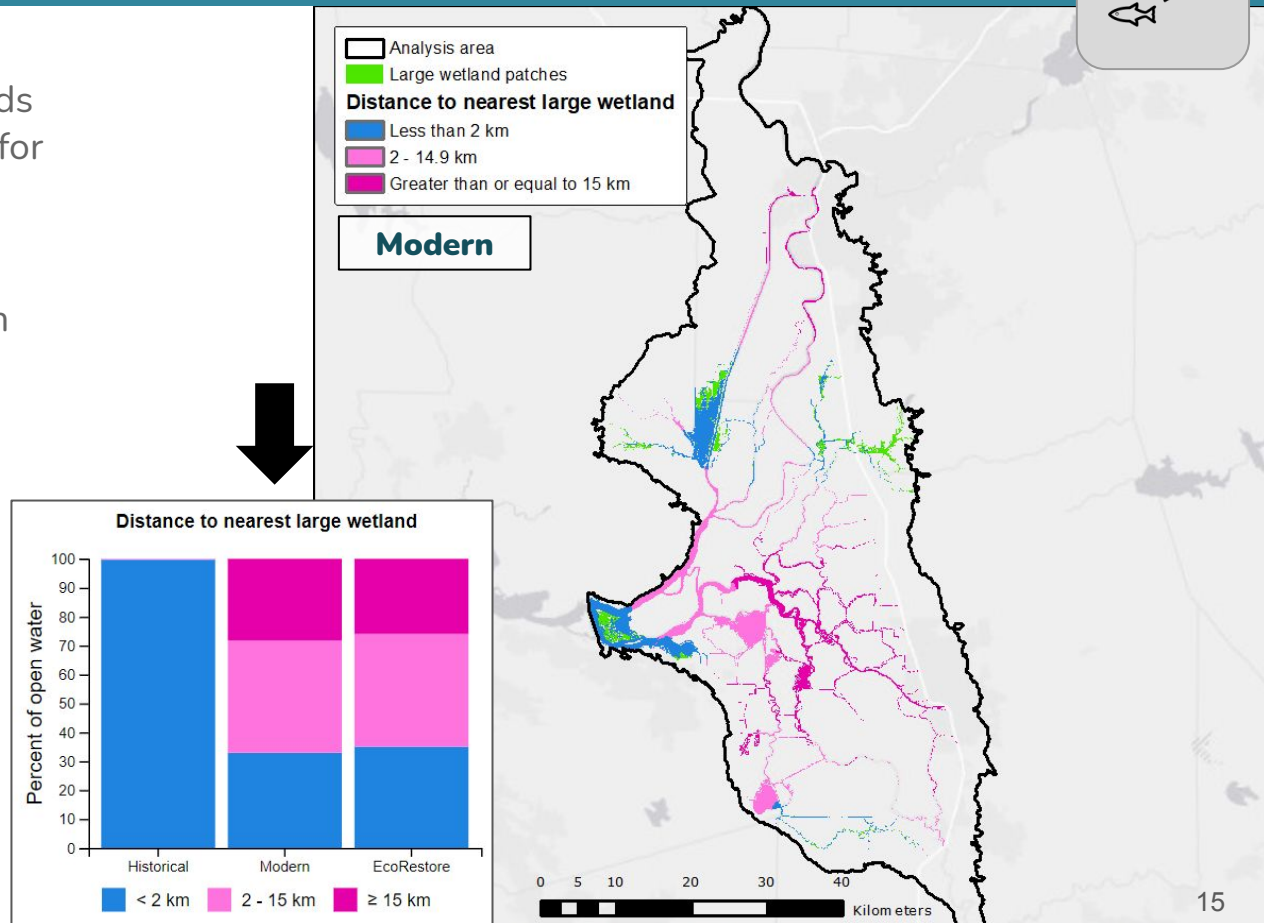 ds
for
n
Analysis area
Large wetland patches
Distance to nearest large wetland
Less than 2 km
2 - 14.9 km
Greater than or equal to 15 km
Modern
Distance to nearest large wetland
Percent of open water
100
90
80
70
60
50
40
30
20
10
0
Historical Modern EcoRestore
< 2 km 2 - 15 km ≥ 15 km
0 5 10 20 30 40
Kilometers
15